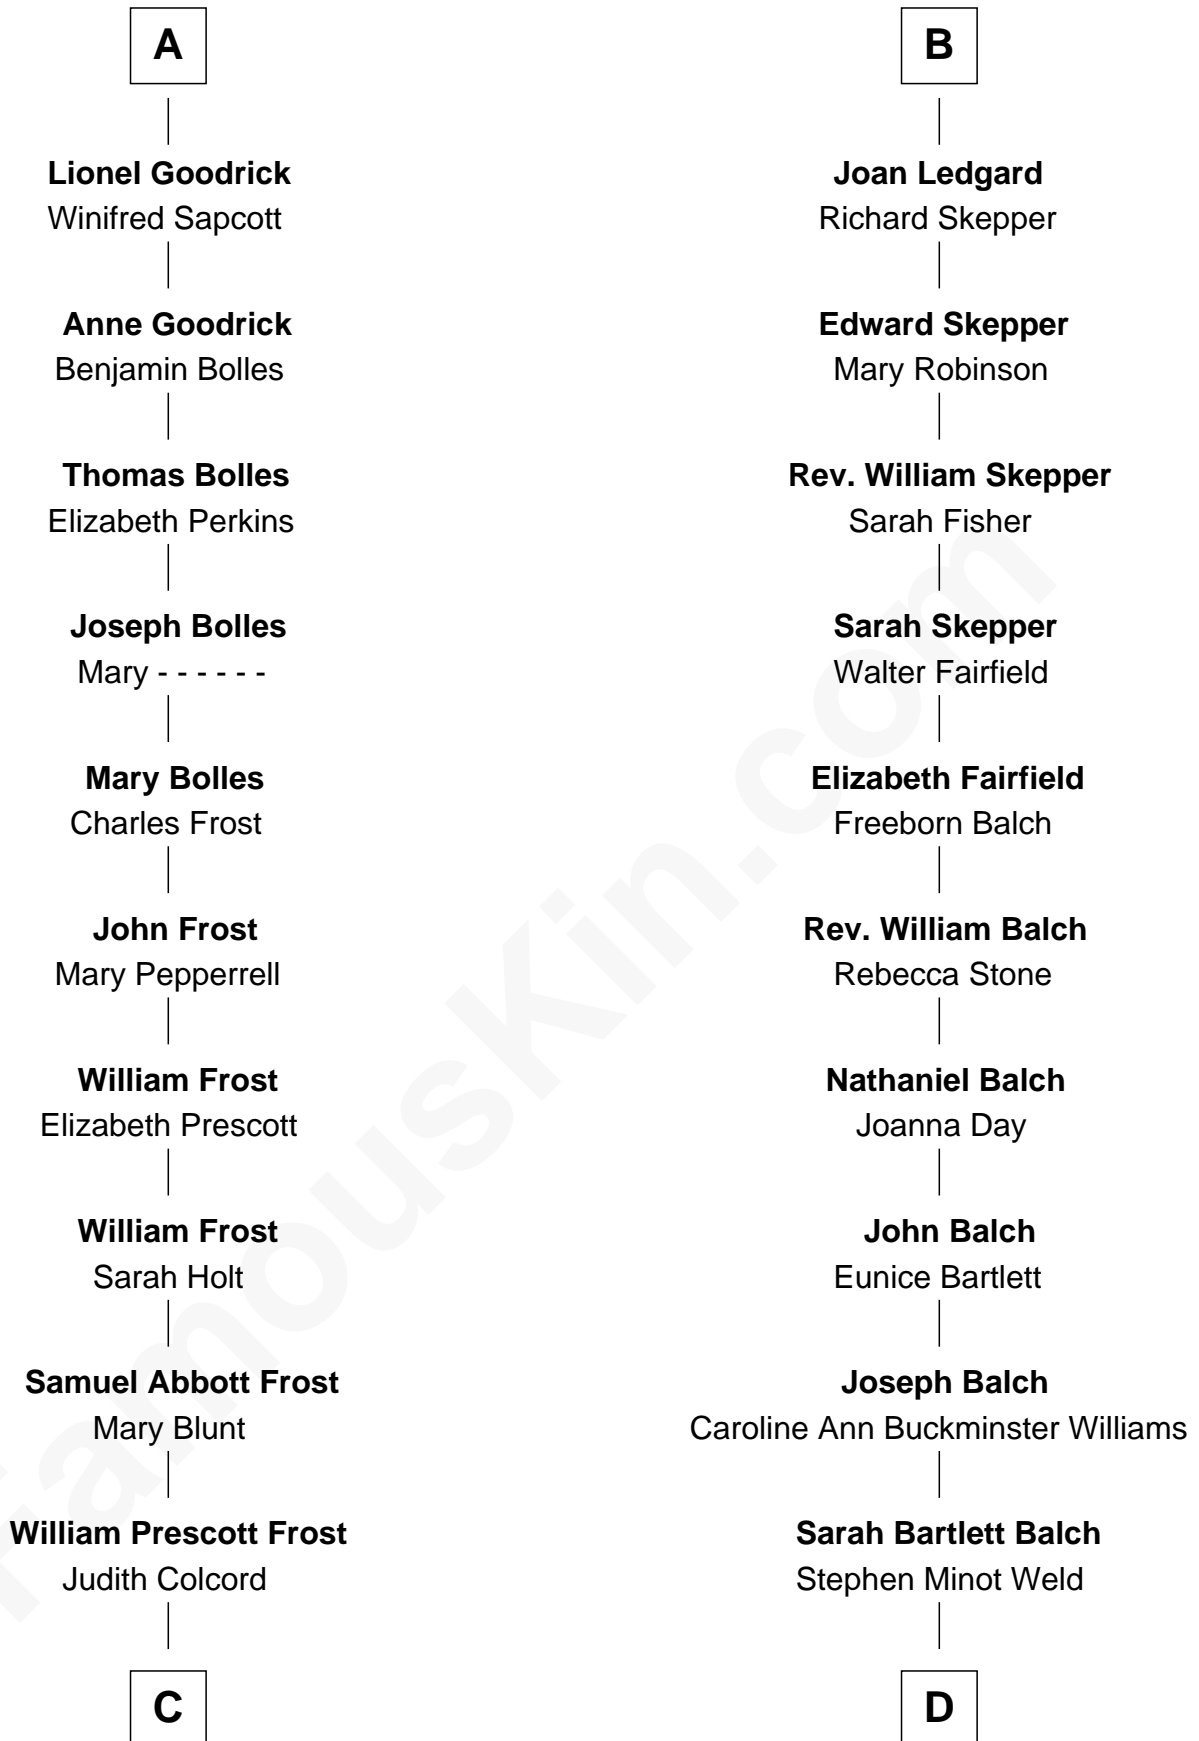 A
Lionel Goodrick
Winifred Sapcott
Anne Goodrick
Benjamin Bolles
Thomas Bolles
Elizabeth Perkins
Joseph Bolles
Mary - - - - - -
Mary Bolles
Charles Frost
John Frost
Mary Pepperrell
William Frost
Elizabeth Prescott
William Frost
Sarah Holt
Samuel Abbott Frost
Mary Blunt
William Prescott Frost
Judith Colcord
C
B
Joan Ledgard
Richard Skepper
Edward Skepper
Mary Robinson
Rev. William Skepper
Sarah Fisher
Sarah Skepper
Walter Fairfield
Elizabeth Fairfield
Freeborn Balch
Rev. William Balch
Rebecca Stone
Nathaniel Balch
Joanna Day
John Balch
Eunice Bartlett
Joseph Balch
Caroline Ann Buckminster Williams
Sarah Bartlett Balch
Stephen Minot Weld
D
FamousKin.com